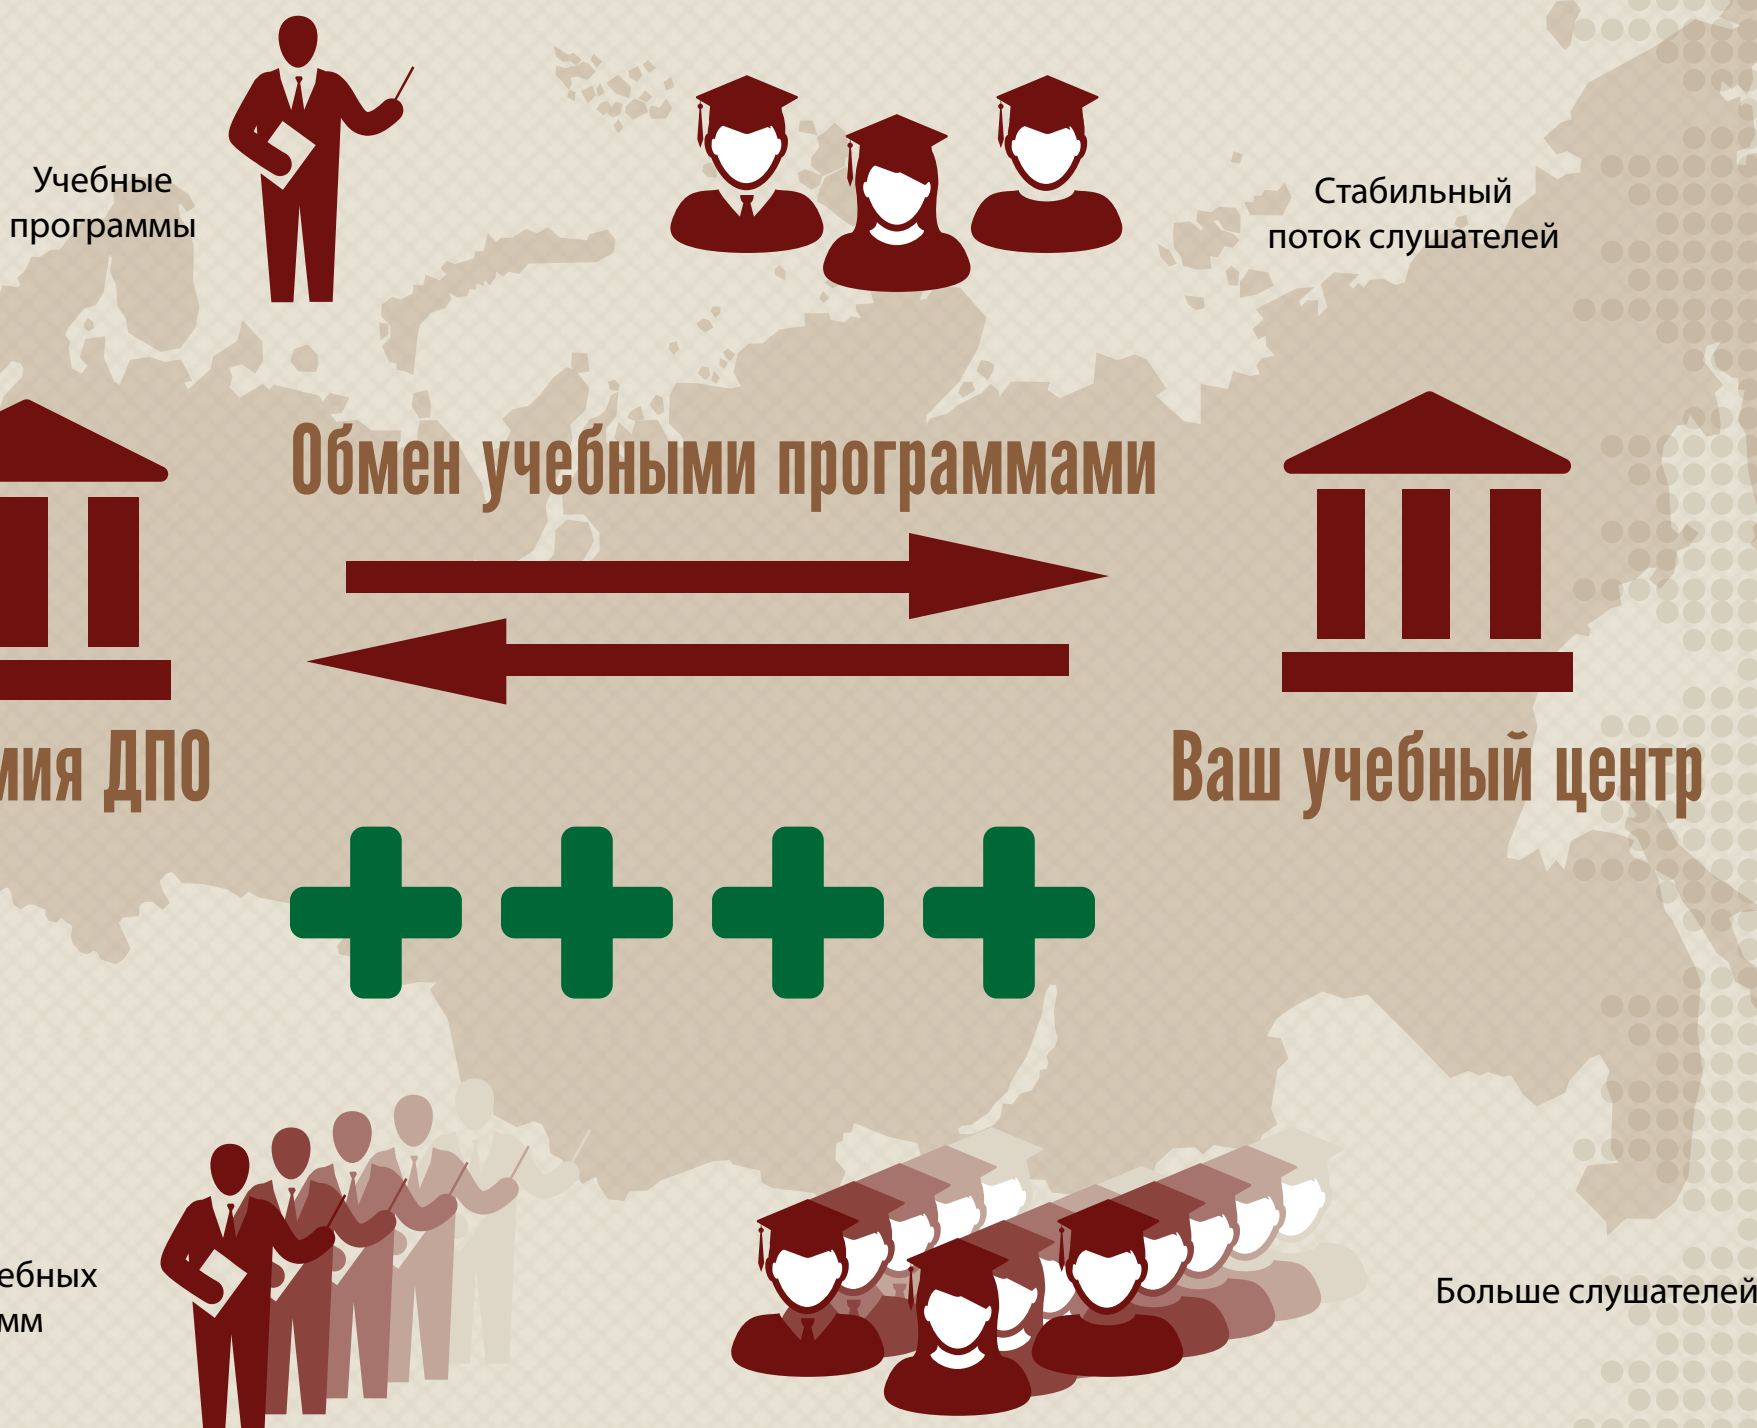 Учебные
программы
Стабильный
поток слушателей
Обмен учебными программами
мия ДПО
Ваш учебный центр
ебных
мм
Больше слушателей